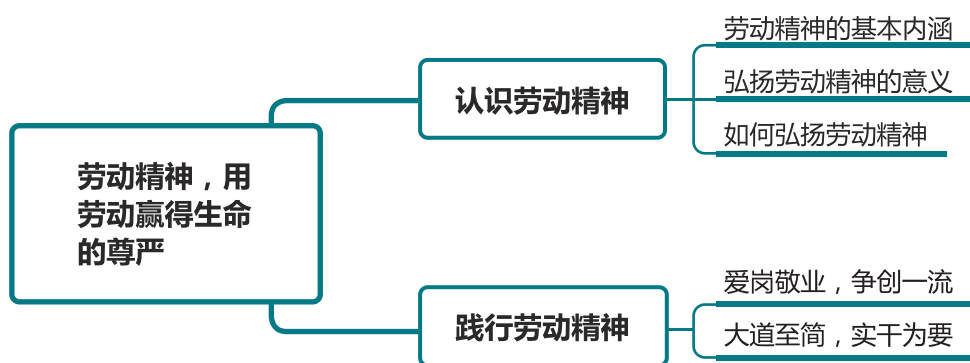 劳动精神，用
劳动赢得生命
的尊严
认识劳动精神
劳动精神的基本内涵
弘扬劳动精神的意义
如何弘扬劳动精神
践行劳动精神
爱岗敬业，争创一流
大道至简，实干为要